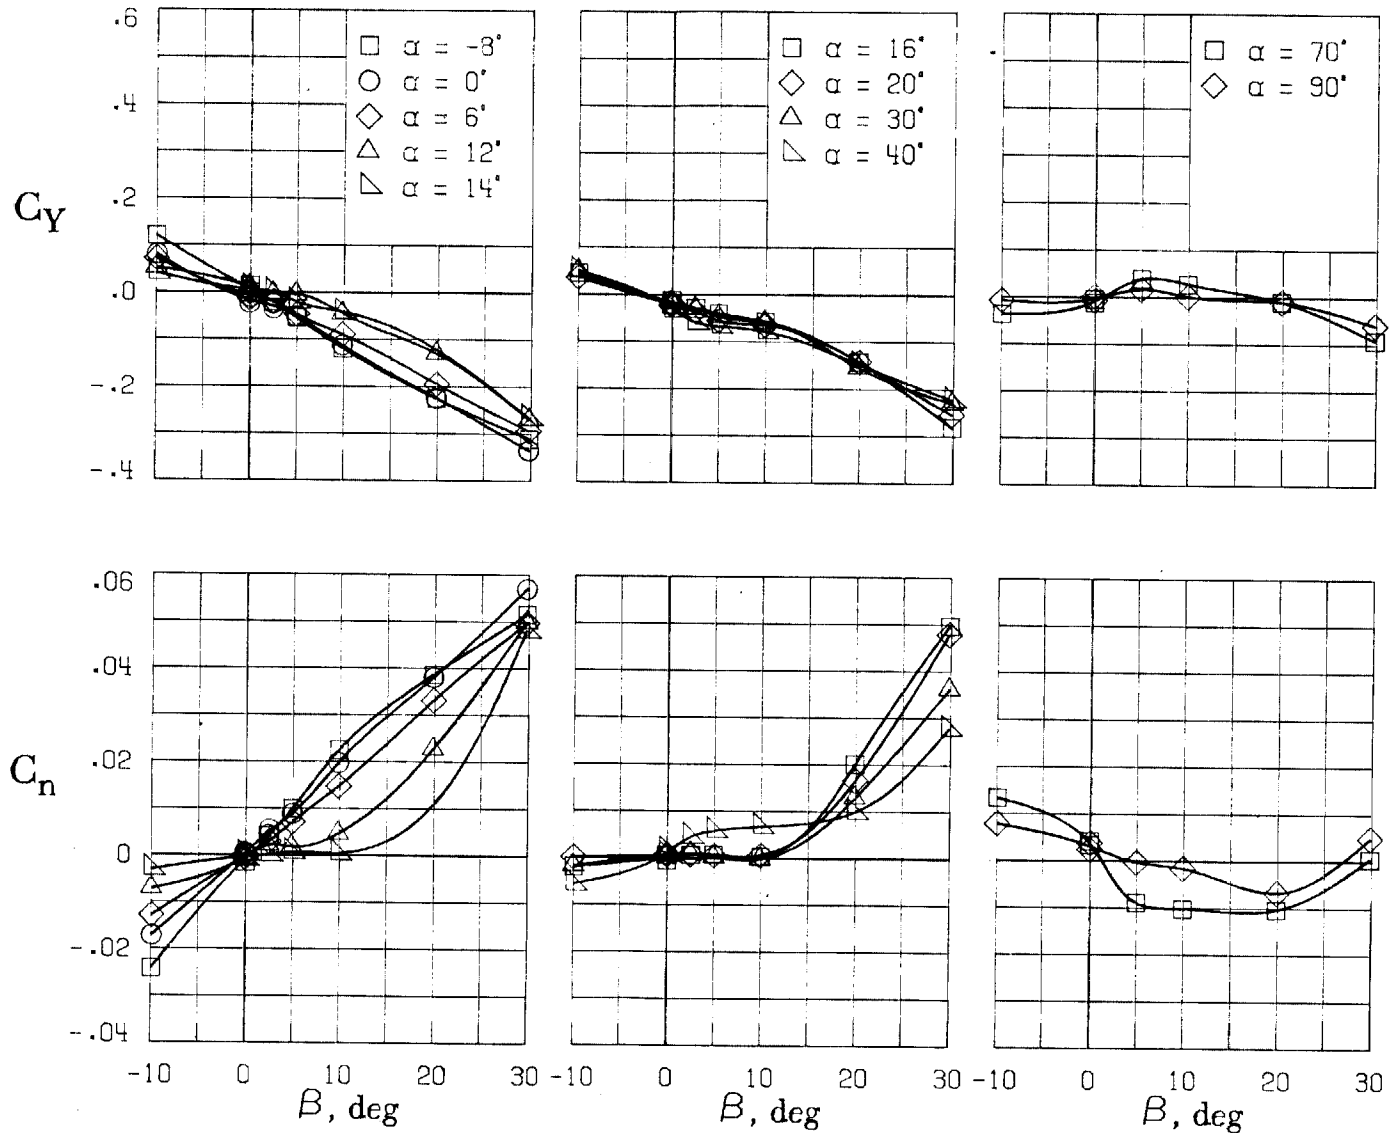 .6
.4
.2
.0
-.2
-.4
C_Y
□ α = -8°
○ α = 0°
◇ α = 6°
△ α = 12°
◺ α = 14°
□ α = 16°
◇ α = 20°
△ α = 30°
◺ α = 40°
□ α = 70°
◇ α = 90°
.06
.04
.02
0
-.02
-.04
C_n
-10 0 10 20 30
β, deg
-10 0 10 20 30
β, deg
-10 0 10 20 30
β, deg